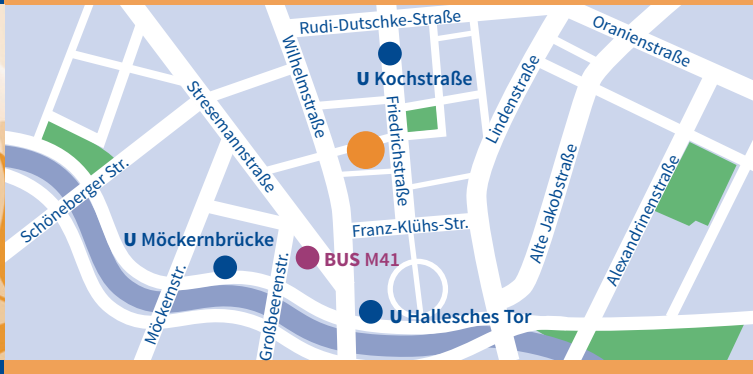 Rudi-Dutschke-Straße
Oranienstraße
Wilhelmstraße
U Kochstraße
Lindenstraße
Stresemannstraße
Friedrichstraße
Schöneberger Str.
Alte Jakobstraße
Alexandrinenstraße
Franz-Klühs-Str.
U Möckernbrücke
BUS M41
Möckernstr.
Großbeerenstr.
U Hallesches Tor